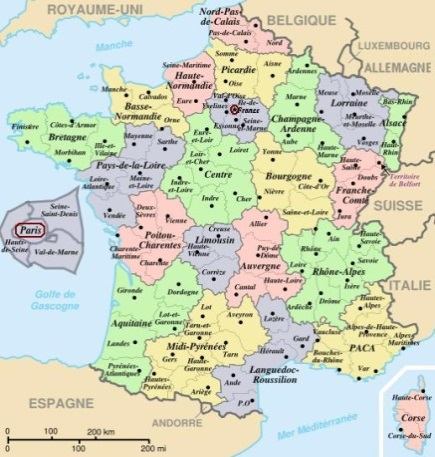 ROYAUME-UNI
BELGIQUE
LUXEMBOURG
ALLEMAGNE
SUISSE
ITALIE
ESPAGNE
ANDORRE
Manche
Manche
Golfe de
Gascogne
Mer Méditerranée
Nord-Pas
de-Calais
Pas-de-Calais
Nord
Somme
Picardie
Aisne
Oise
Seine-Maritime
Haute-
Normandie
Eure
Calvados
Basse-
Normandie
Orne
Val-d'Oise
Yvelines
Île-de-
France
Essonne
Seine-
et-Marne
Ardennes
Marne
Champagne-
Ardenne
Aube
Haute-
Marne
Meuse
Moselle
Lorraine
Meurthe-
et-Moselle
Vosges
Bas-Rhin
Alsace
Haut-
Rhin
Finistère
Côtes-d'Armor
Bretagne
Morbihan
Ille-et-
Vilaine
Mayenne
Sarthe
Pays-de-la-Loire
Loire-
Atlantique
Maine-
et-Loire
Vendée
Eure-et-
Loir
Loir-
et-Cher
Loiret
Centre
Indre-
et-Loire
Indre
Cher
Yonne
Bourgogne
Côte-d'Or
Nièvre
Saône-et-Loire
Haute-
Saône
Doubs
Franche-
Comté
Jura
Territoire
de Belfort
Seine-
Saint-Denis
Paris
Hauts-
de-Seine
Val-de-Marne
Deux-
Sèvres
Vienne
Poitou-
Charentes
Charente-
Maritime
Charente
Creuse
Limousin
Haute-
Vienne
Corrèze
Allier
Puy-de-
Dôme
Auvergne
Cantal
Haute-Loire
Rhône
Ain
Haute-
Savoie
Loire
Rhône-Alpes
Savoie
Isère
Ardèche
Drôme
Gironde
Dordogne
Aquitaine
Lot-et-
Garonne
Landes
Pyrénées-
Atlantiques
Lot
Tarn-et-
Garonne
Aveyron
Midi-Pyrénées
Gers
Haute-
Garonne
Tarn
Hautes-
Pyrénées
Ariège
Lozère
Gard
Hérault
Languedoc-
Roussilion
Aude
P.O
Hautes-
Alpes
Alpes-de-Haute-
Provence
Alpes-
Maritimes
Vaucluse
PACA
Bouches-
du-Rhône
Var
Haute-Corse
Corse
Corse-du-Sud
0
100 km
200 km
0
100 mi